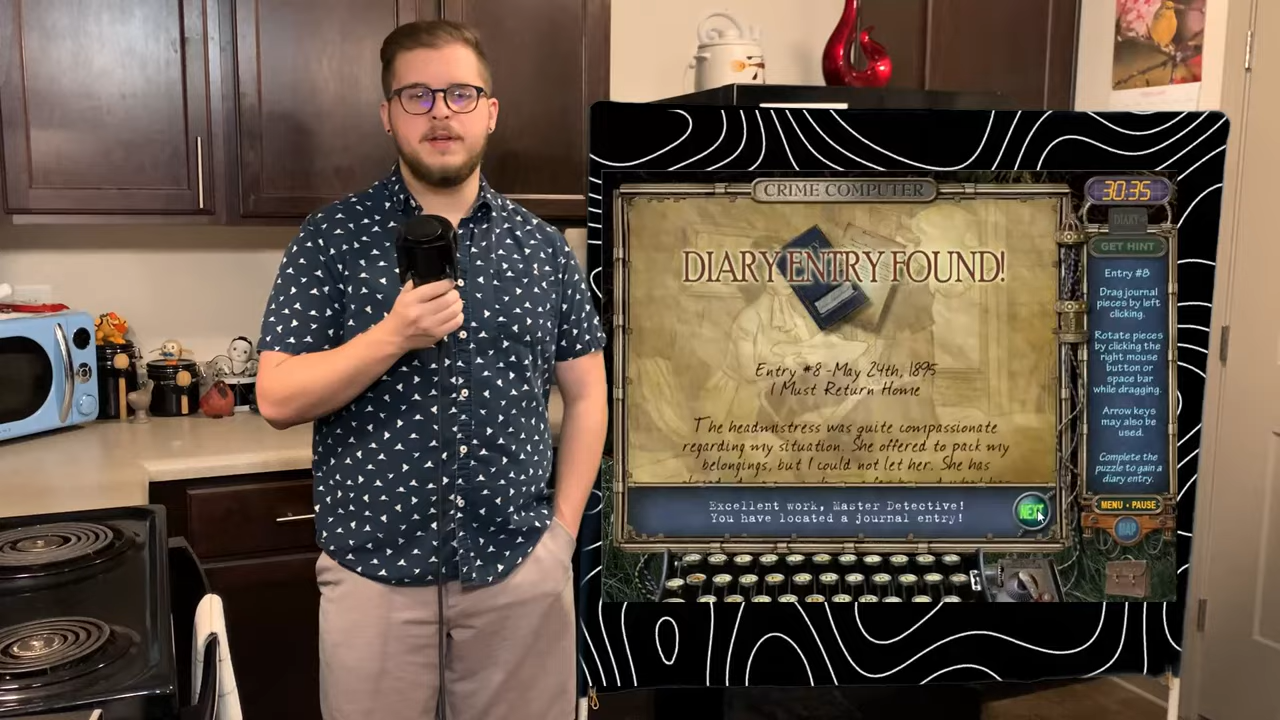 CRIME COMPUTER
30:35
DIARY
GET HINT
DIARY ENTRY FOUND!
Entry #8
Drag journal
pieces by left
clicking.
Rotate pieces
by clicking the
right mouse
button or
space bar
while dragging.
Arrow keys
may also be
used.
Complete the
puzzle to gain a
diary entry.
Entry #8 -May 24th, 1895
I Must Return Home
The headmistress was quite compassionate
regarding my situation. She offered to pack my
belongings, but I could not let her. She has
Excellent work, Master Detective!
You have located a journal entry!
NEXT
MENU • PAUSE
MAP